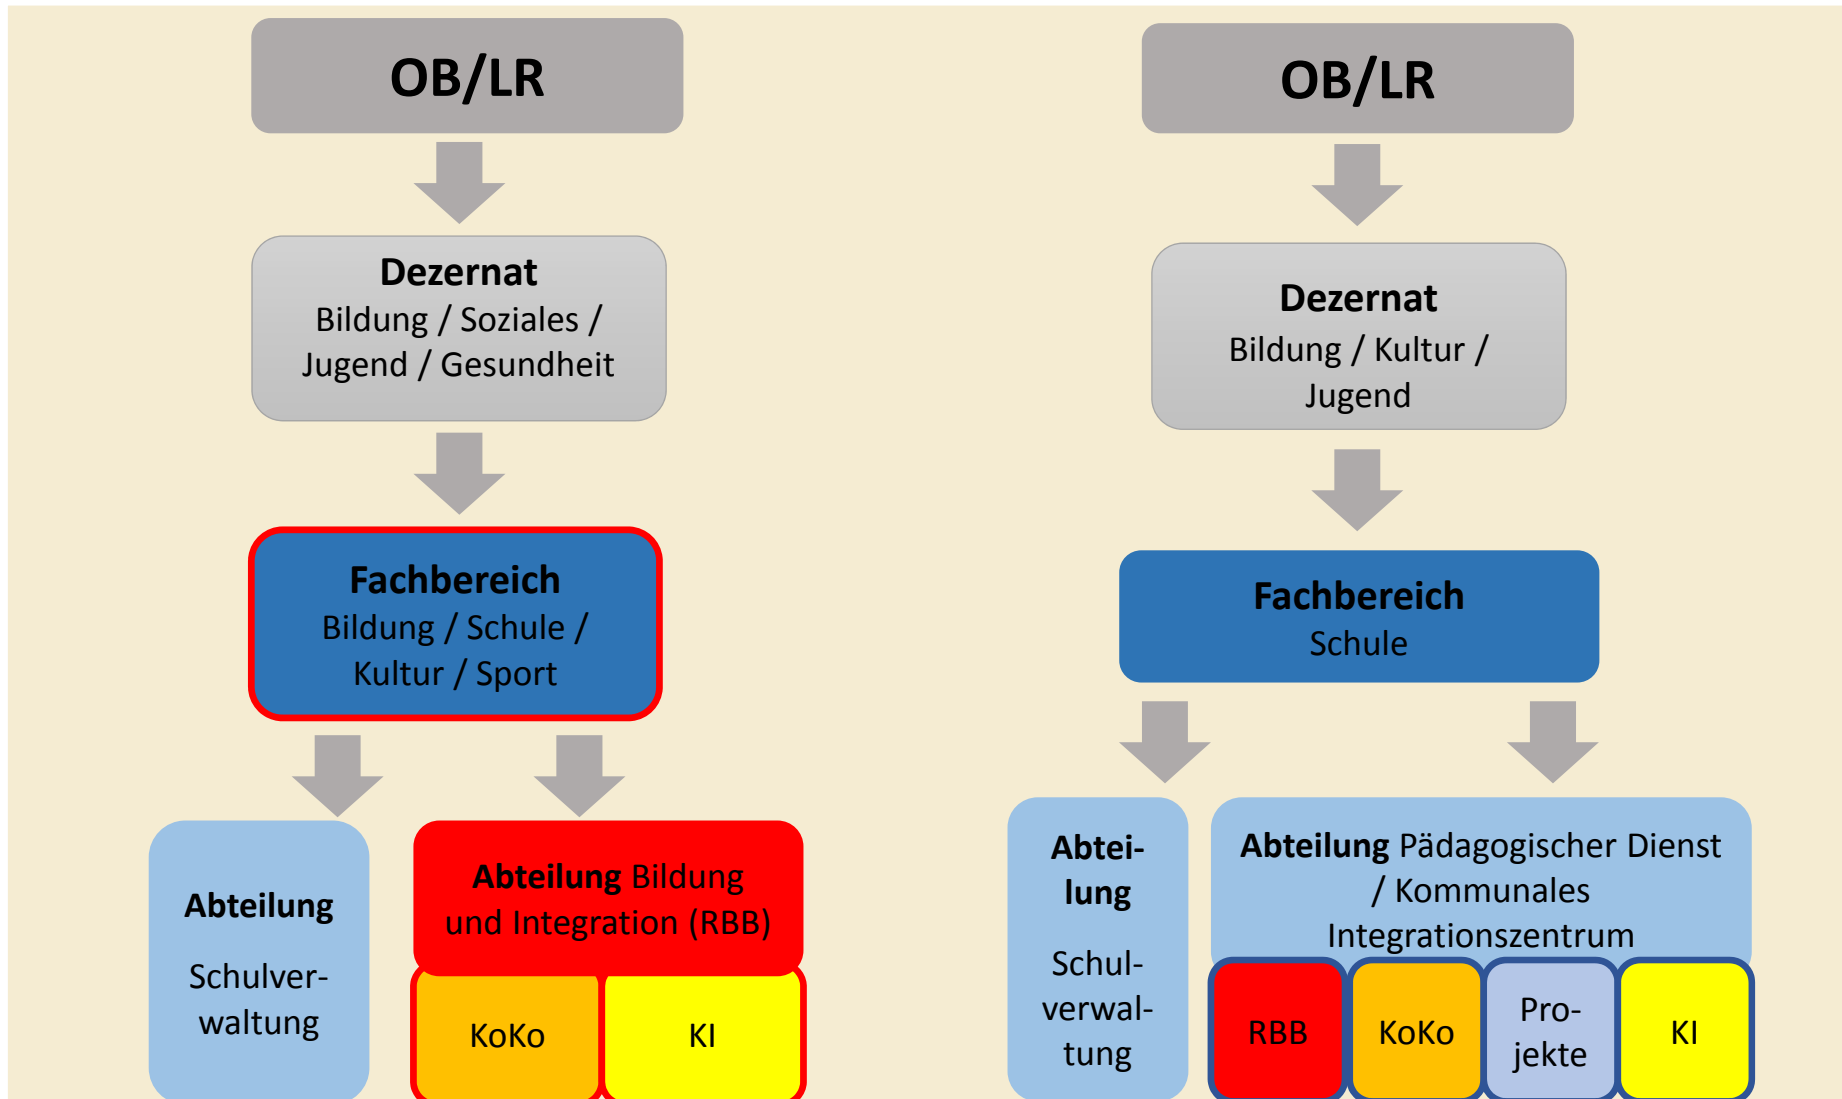 OB/LR
Dezernat
Bildung / Soziales /
Jugend / Gesundheit
Fachbereich
Bildung / Schule /
Kultur / Sport
Abteilung
Schulver-
waltung
Abteilung Bildung
und Integration (RBB)
KoKo
KI
OB/LR
Dezernat
Bildung / Kultur /
Jugend
Fachbereich
Schule
Abtei-
lung
Schul-
verwal-
tung
Abteilung Pädagogischer Dienst
/ Kommunales
Integrationszentrum
RBB
KoKo
Pro-
jekte
KI